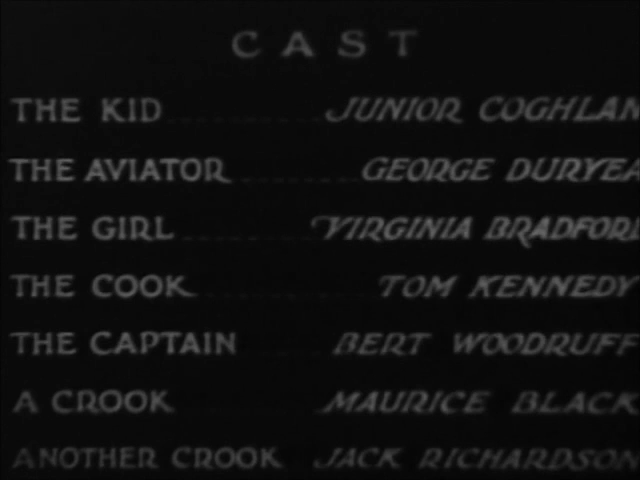 CAST
THE KID JUNIOR COGHLAN
THE AVIATOR GEORGE DURYEA
THE GIRL VIRGINIA BRADFORD
THE COOK TOM KENNEDY
THE CAPTAIN BERT WOODRUFF
A CROOK MAURICE BLACK
ANOTHER CROOK JACK RICHARDSON